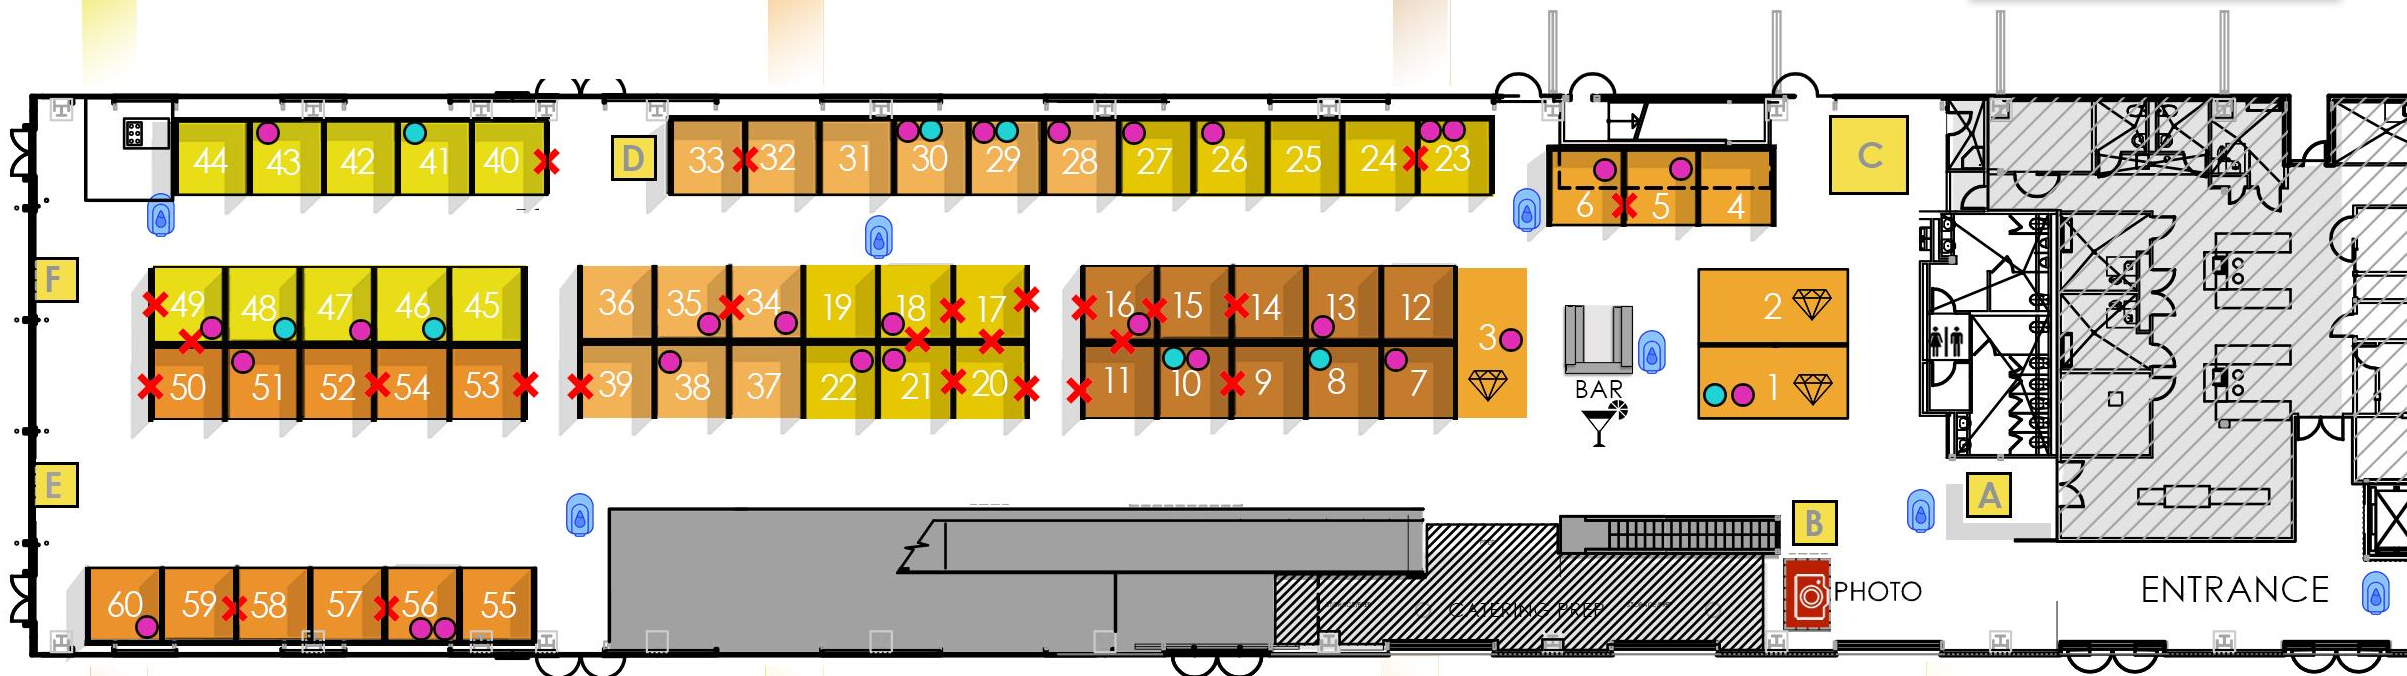 44 43 42 41 40
D
33 32 31 30 29 28 27 26 25 24 23
6 5 4
C
F
49 48 47 46 45
50 51 52 54 53
36 35 34 19 18 17
39 38 37 22 21 20
16 15 14 13 12
11 10 9 8 7
3
BAR
2
1
E
A
B
60 59 58 57 56 55
CATERING PREP
PHOTO
ENTRANCE